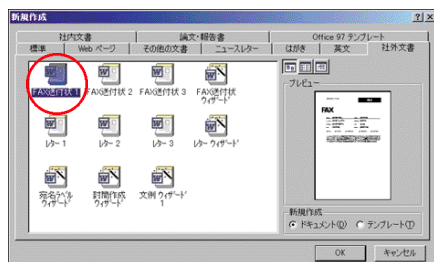 新規作成
社内文書 論文・報告書 Office 97 テンプレート
標準 Web ページ その他の文書 ニュースレター はがき 英文 社外文書
FAX送付状 1 FAX送付状 2 FAX送付状 3 FAX送付状 ウィザード
レター 1 レター 2 レター 3 レター ウィザード
宛名ラベル ウィザード 封筒作成 ウィザード 文例 ウィザード 1
プレビュー
FAX
新規作成
ドキュメント(D) テンプレート(T)
OK キャンセル